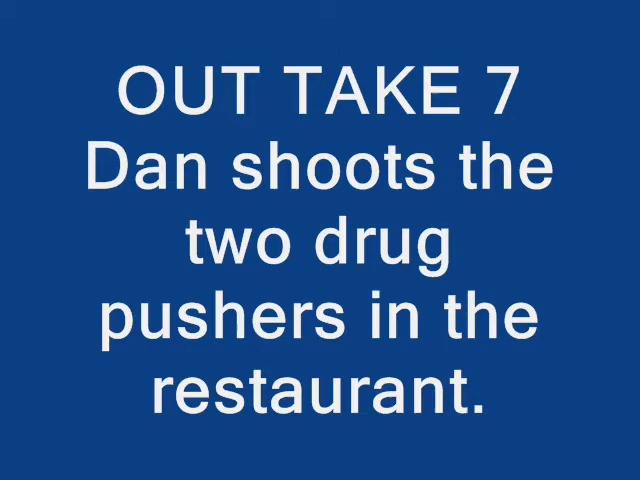 OUT TAKE 7
Dan shoots the
two drug
pushers in the
restaurant.